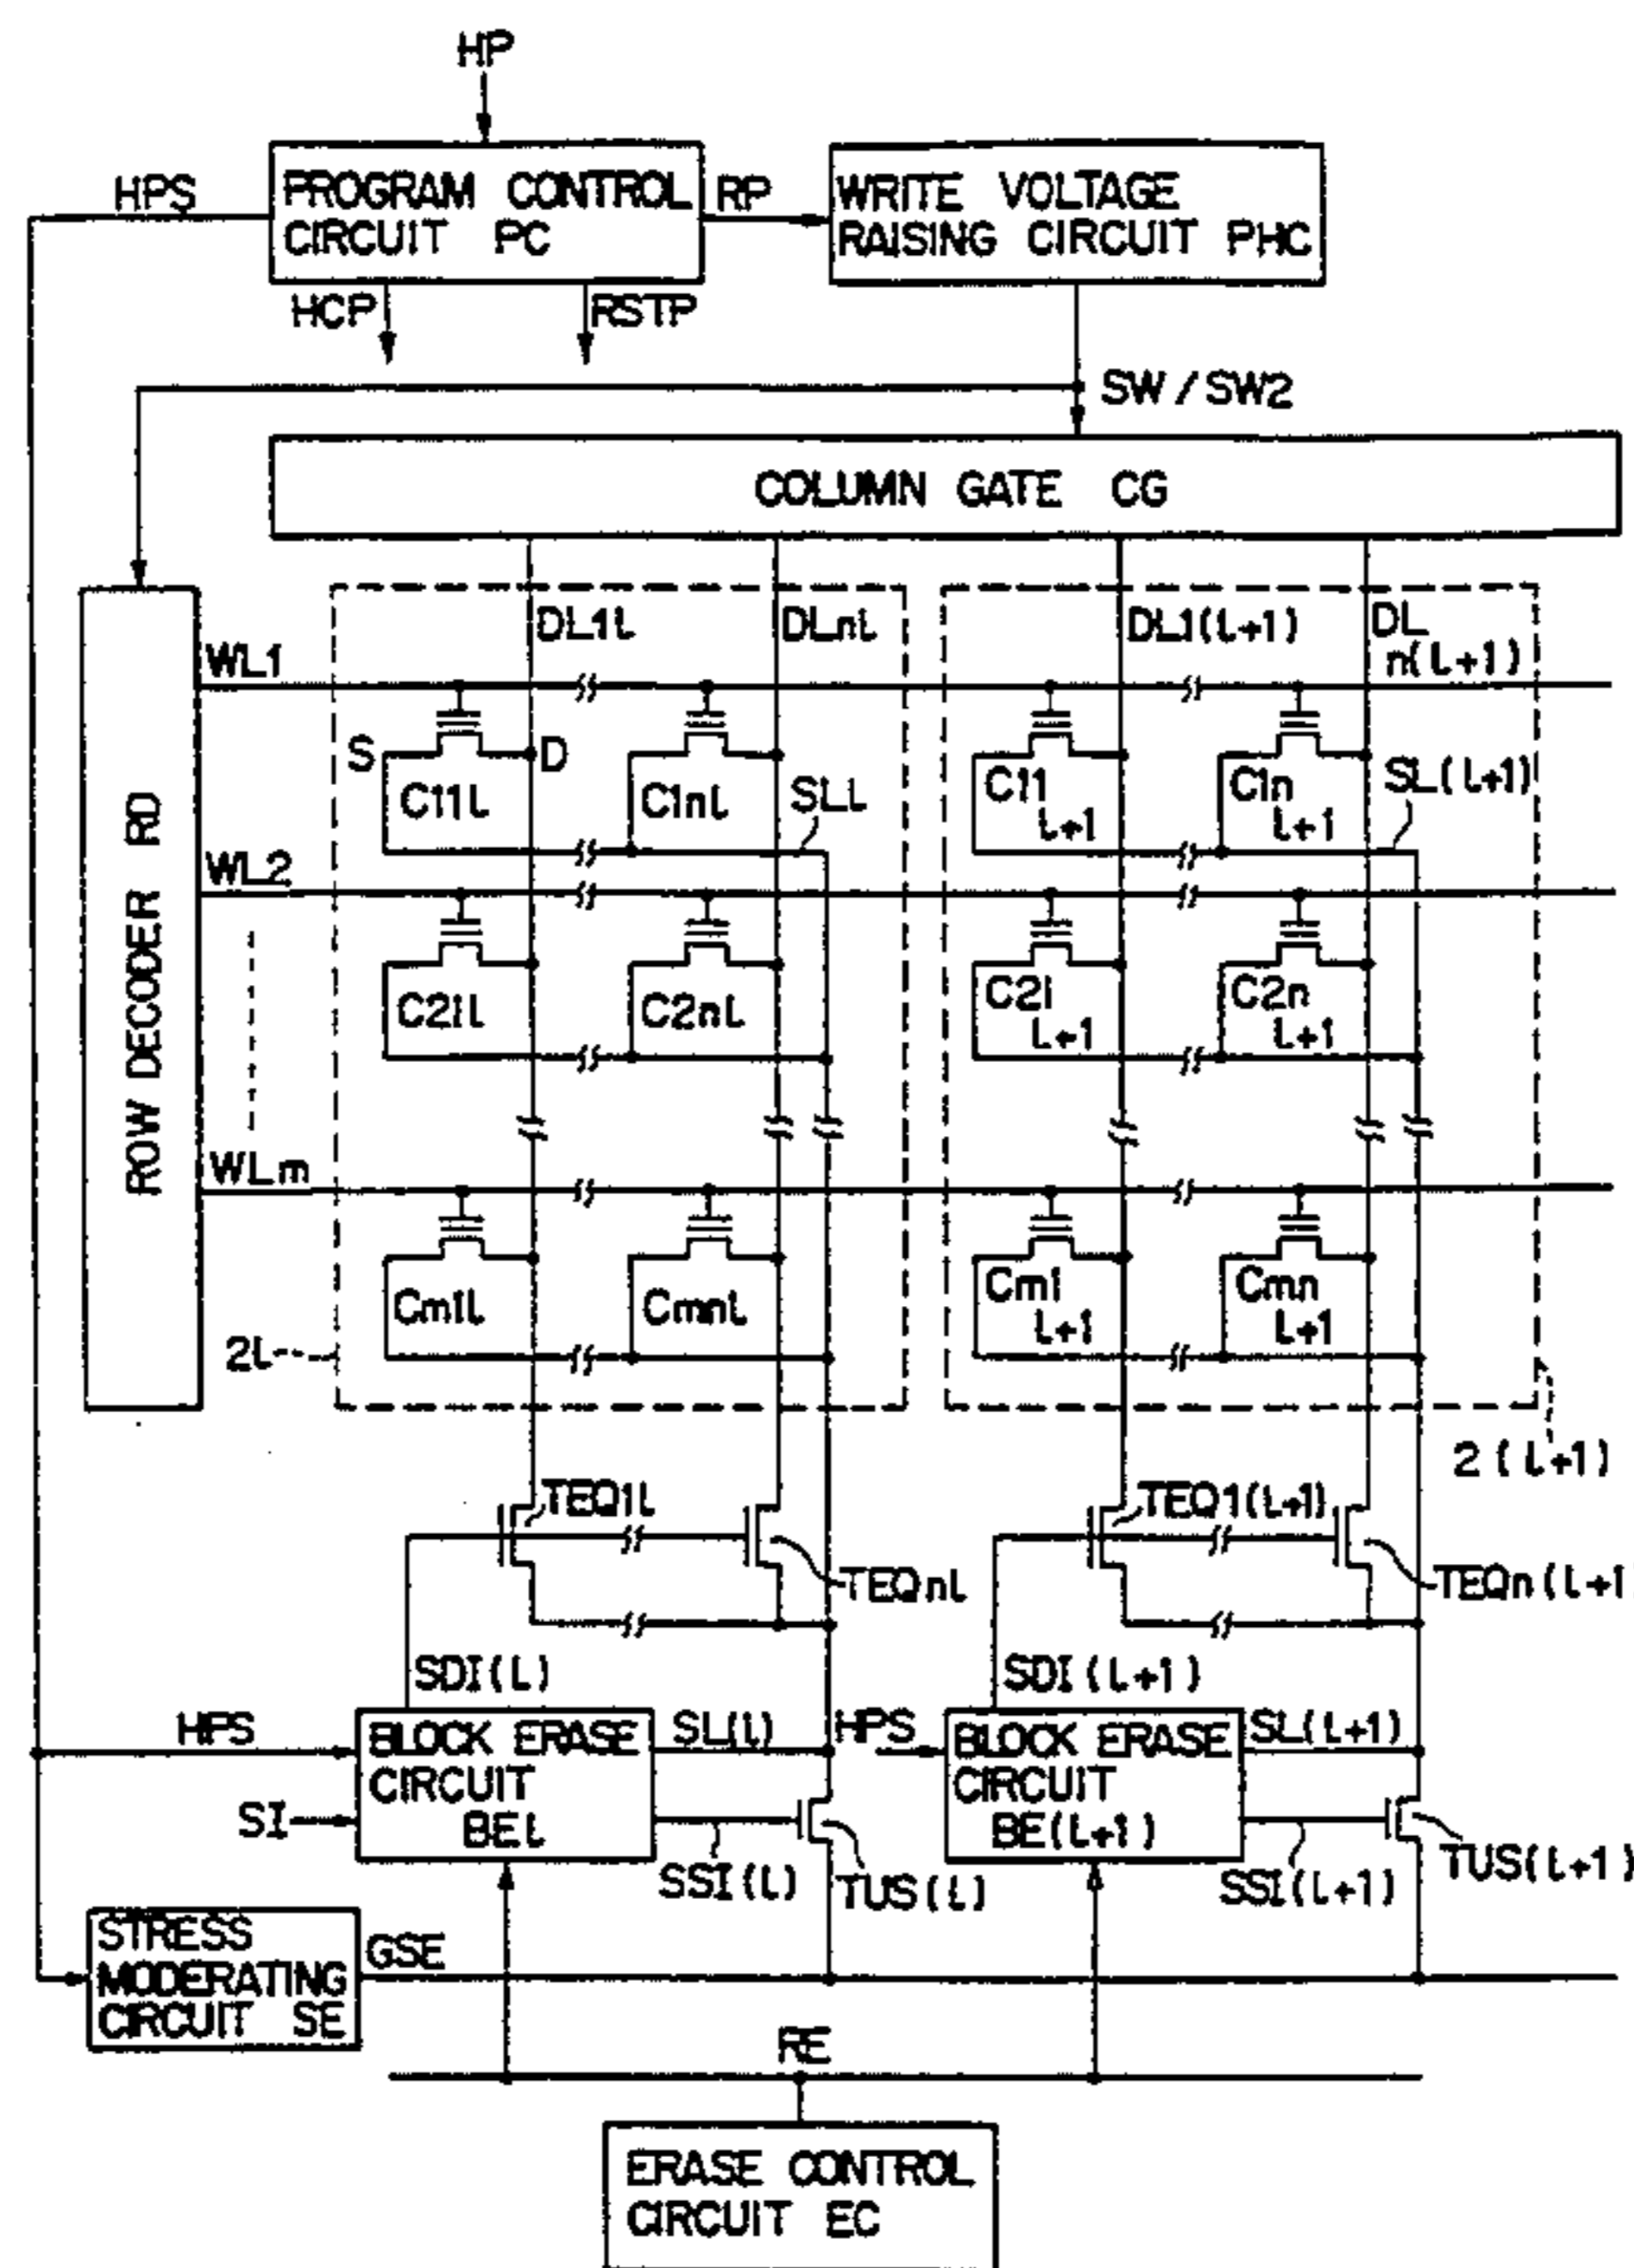 HP
HPS
PROGRAM CONTROL
CIRCUIT PC
RP
WRITE VOLTAGE
RAISING CIRCUIT PHC
HCP
RSTP
SW / SW2
COLUMN GATE CG
ROW DECODER RD
DL1l
DLnl
DL1(l+1)
DL
n(l+1)
WL1
S
D
C11l
C1nl
SLl
C11
l+1
C1n
l+1
SL(l+1)
WL2
C21l
C2nl
C21
l+1
C2n
l+1
WLm
Cm1l
Cmnl
Cm1
l+1
Cmn
l+1
2l
2(l+1)
TEQ1l
TEQnl
TEQ1(l+1)
TEQn(l+1
SDI(l)
SDI(l+1)
HPS
BLOCK ERASE
CIRCUIT
BEl
SL(l)
HPS
BLOCK ERASE
CIRCUIT
BE(l+1)
SL(l+1)
SI
SSI(l)
TUS(l)
SSI(l+1)
TUS(l+1)
STRESS
MODERATING
CIRCUIT SE
GSE
RE
ERASE CONTROL
CIRCUIT EC